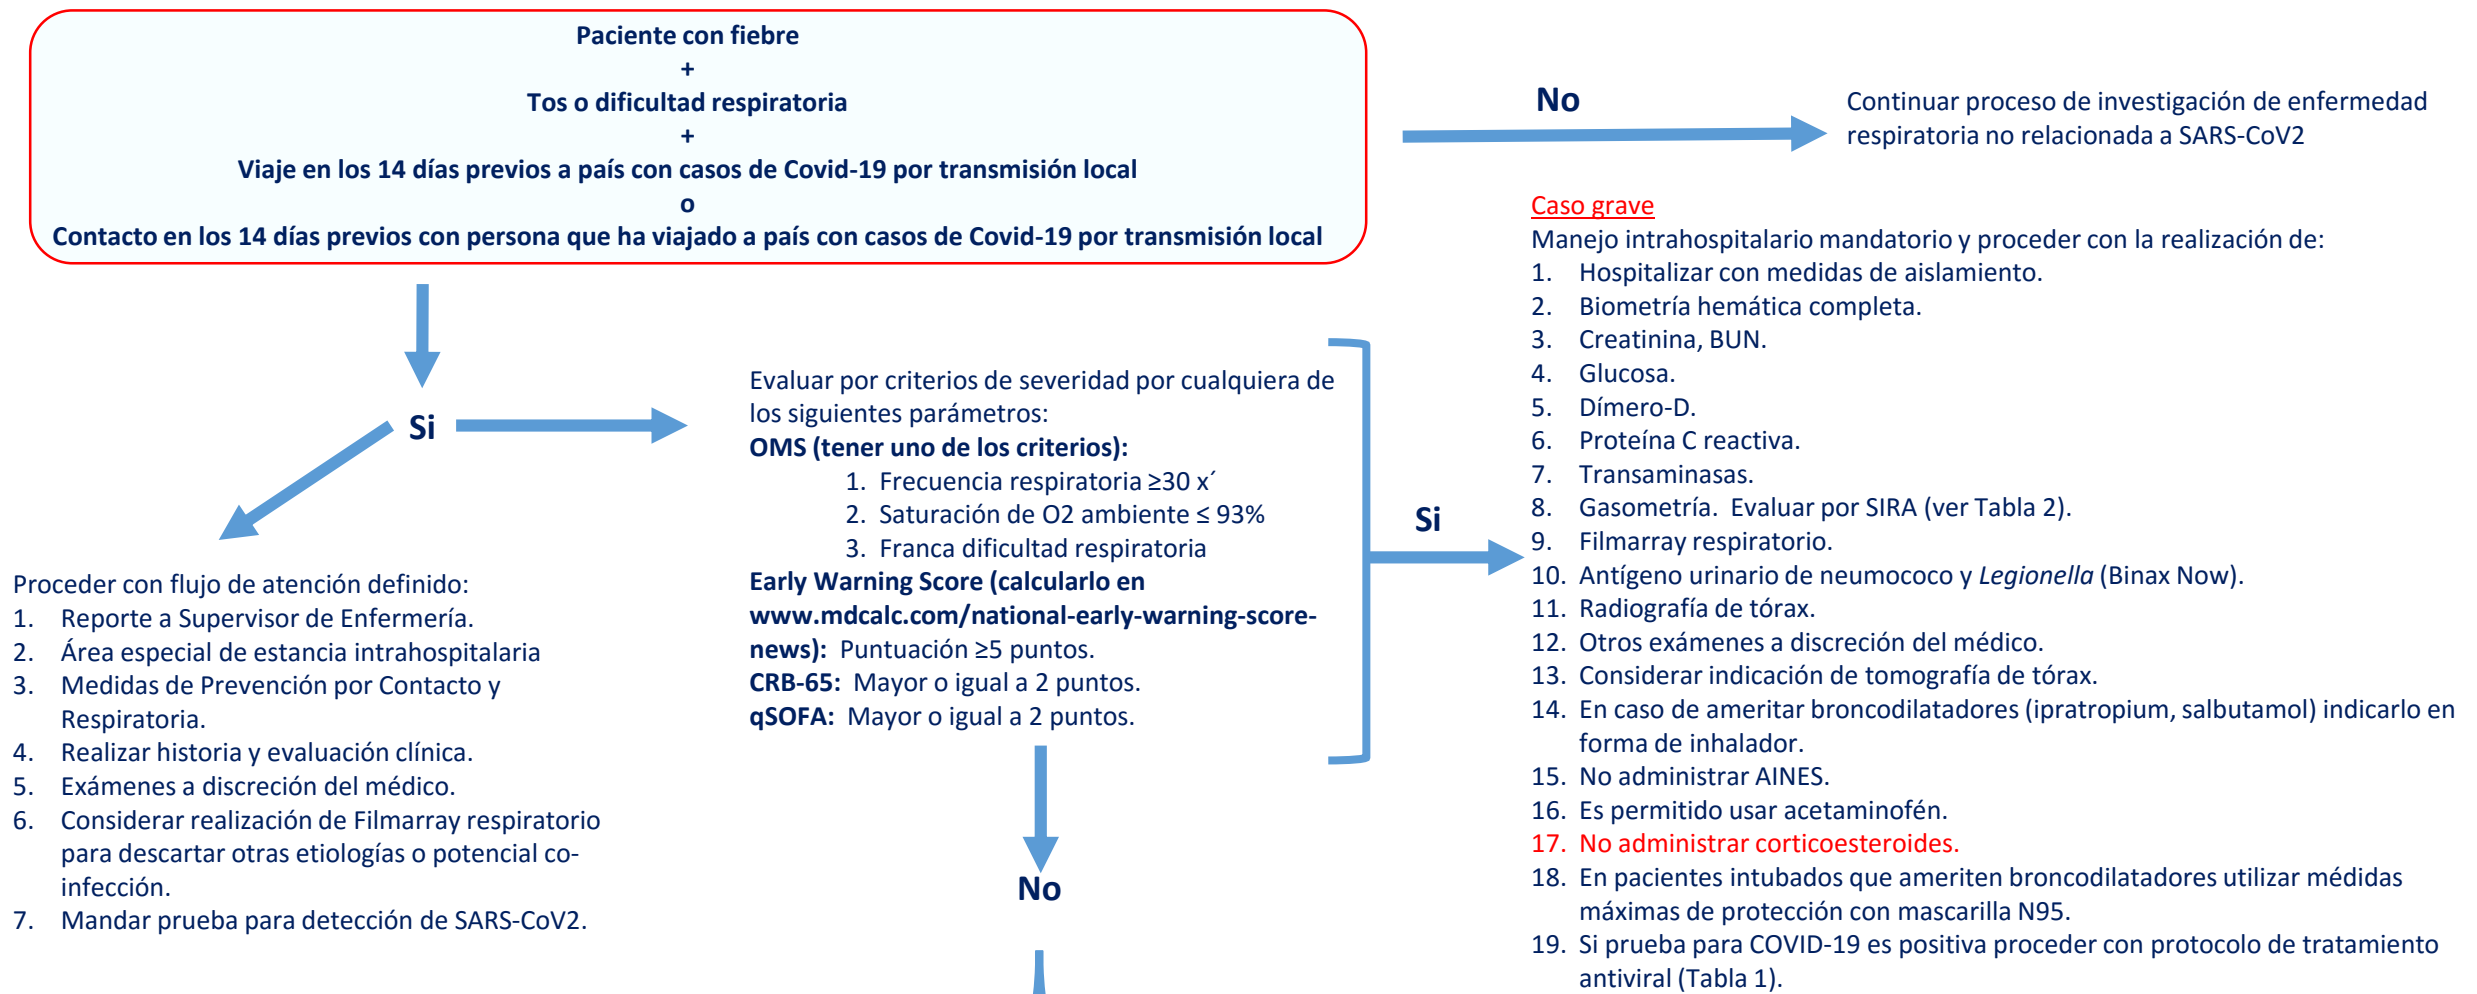 Paciente con fiebre
+
Tos o dificultad respiratoria
+
Viaje en los 14 días previos a país con casos de Covid-19 por transmisión local
o
Contacto en los 14 días previos con persona que ha viajado a país con casos de Covid-19 por transmisión local
No
Continuar proceso de investigación de enfermedad
respiratoria no relacionada a SARS-CoV2
Si
Proceder con flujo de atención definido:
1. Reporte a Supervisor de Enfermería.
2. Área especial de estancia intrahospitalaria
3. Medidas de Prevención por Contacto y
Respiratoria.
4. Realizar historia y evaluación clínica.
5. Exámenes a discreción del médico.
6. Considerar realización de Filmarray respiratorio
para descartar otras etiologías o potencial co-
infección.
7. Mandar prueba para detección de SARS-CoV2.
Evaluar por criterios de severidad por cualquiera de
los siguientes parámetros:
OMS (tener uno de los criterios):
1. Frecuencia respiratoria ≥30 x´
2. Saturación de O2 ambiente ≤ 93%
3. Franca dificultad respiratoria
Early Warning Score (calcularlo en
www.mdcalc.com/national-early-warning-score-
news): Puntuación ≥5 puntos.
CRB-65: Mayor o igual a 2 puntos.
qSOFA: Mayor o igual a 2 puntos.
No
Si
Caso grave
Manejo intrahospitalario mandatorio y proceder con la realización de:
1. Hospitalizar con medidas de aislamiento.
2. Biometría hemática completa.
3. Creatinina, BUN.
4. Glucosa.
5. Dímero-D.
6. Proteína C reactiva.
7. Transaminasas.
8. Gasometría. Evaluar por SIRA (ver Tabla 2).
9. Filmarray respiratorio.
10. Antígeno urinario de neumococo y Legionella (Binax Now).
11. Radiografía de tórax.
12. Otros exámenes a discreción del médico.
13. Considerar indicación de tomografía de tórax.
14. En caso de ameritar broncodilatadores (ipratropium, salbutamol) indicarlo en
forma de inhalador.
15. No administrar AINES.
16. Es permitido usar acetaminofén.
17. No administrar corticoesteroides.
18. En pacientes intubados que ameriten broncodilatadores utilizar médidas
máximas de protección con mascarilla N95.
19. Si prueba para COVID-19 es positiva proceder con protocolo de tratamiento
antiviral (Tabla 1).